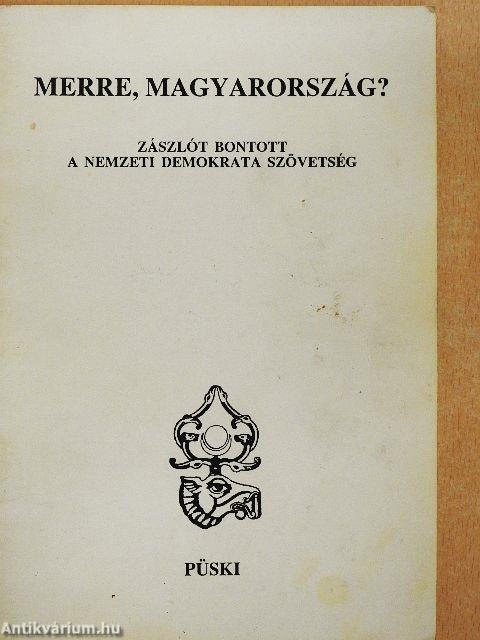 MERRE, MAGYARORSZÁG?
ZÁSZLÓT BONTOTT
A NEMZETI DEMOKRATA SZÖVETSÉG
PÜSKI
Antikvárium.hu